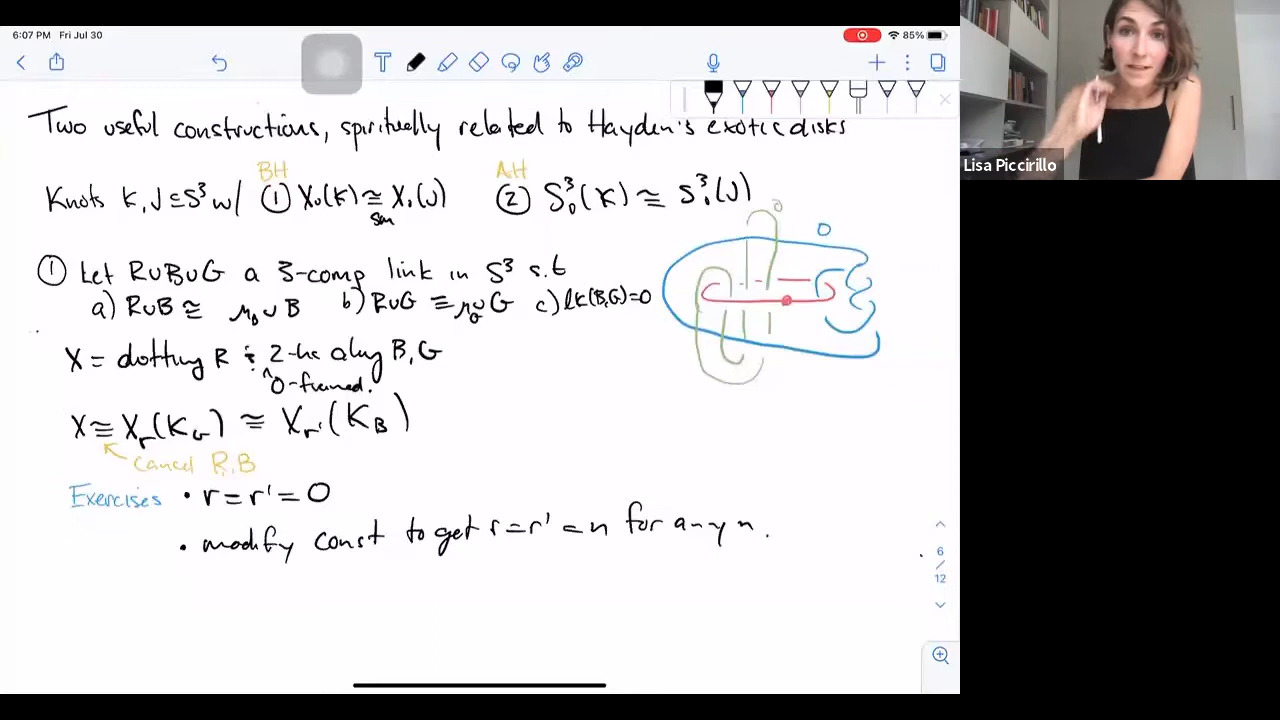 6:07 PM Fri Jul 30
85%
Two useful constructions, spiritually related to Hayden's exotic disks
BH AH
Knots K, J ⊆ S³ w/ ① X₀(K) ≅ X₀(J) ② S³₀(K) ≅ S³₀(J)
sm
0 0
① Let R∪B∪G a 3-comp link in S³ s.t
a) R∪B ≅ μ_B ∪ B b) R∪G ≅ μ_G ∪ G c) lk(B,G)=0
X = dotting R & 2-hs along B, G
^ 0-framed.
X ≅ X_r(K_G) ≅ X_r'(K_B)
Cancel R, B
Exercises • r = r' = 0
• modify const to get r = r' = n for any n.
6
/
12
Lisa Piccirillo